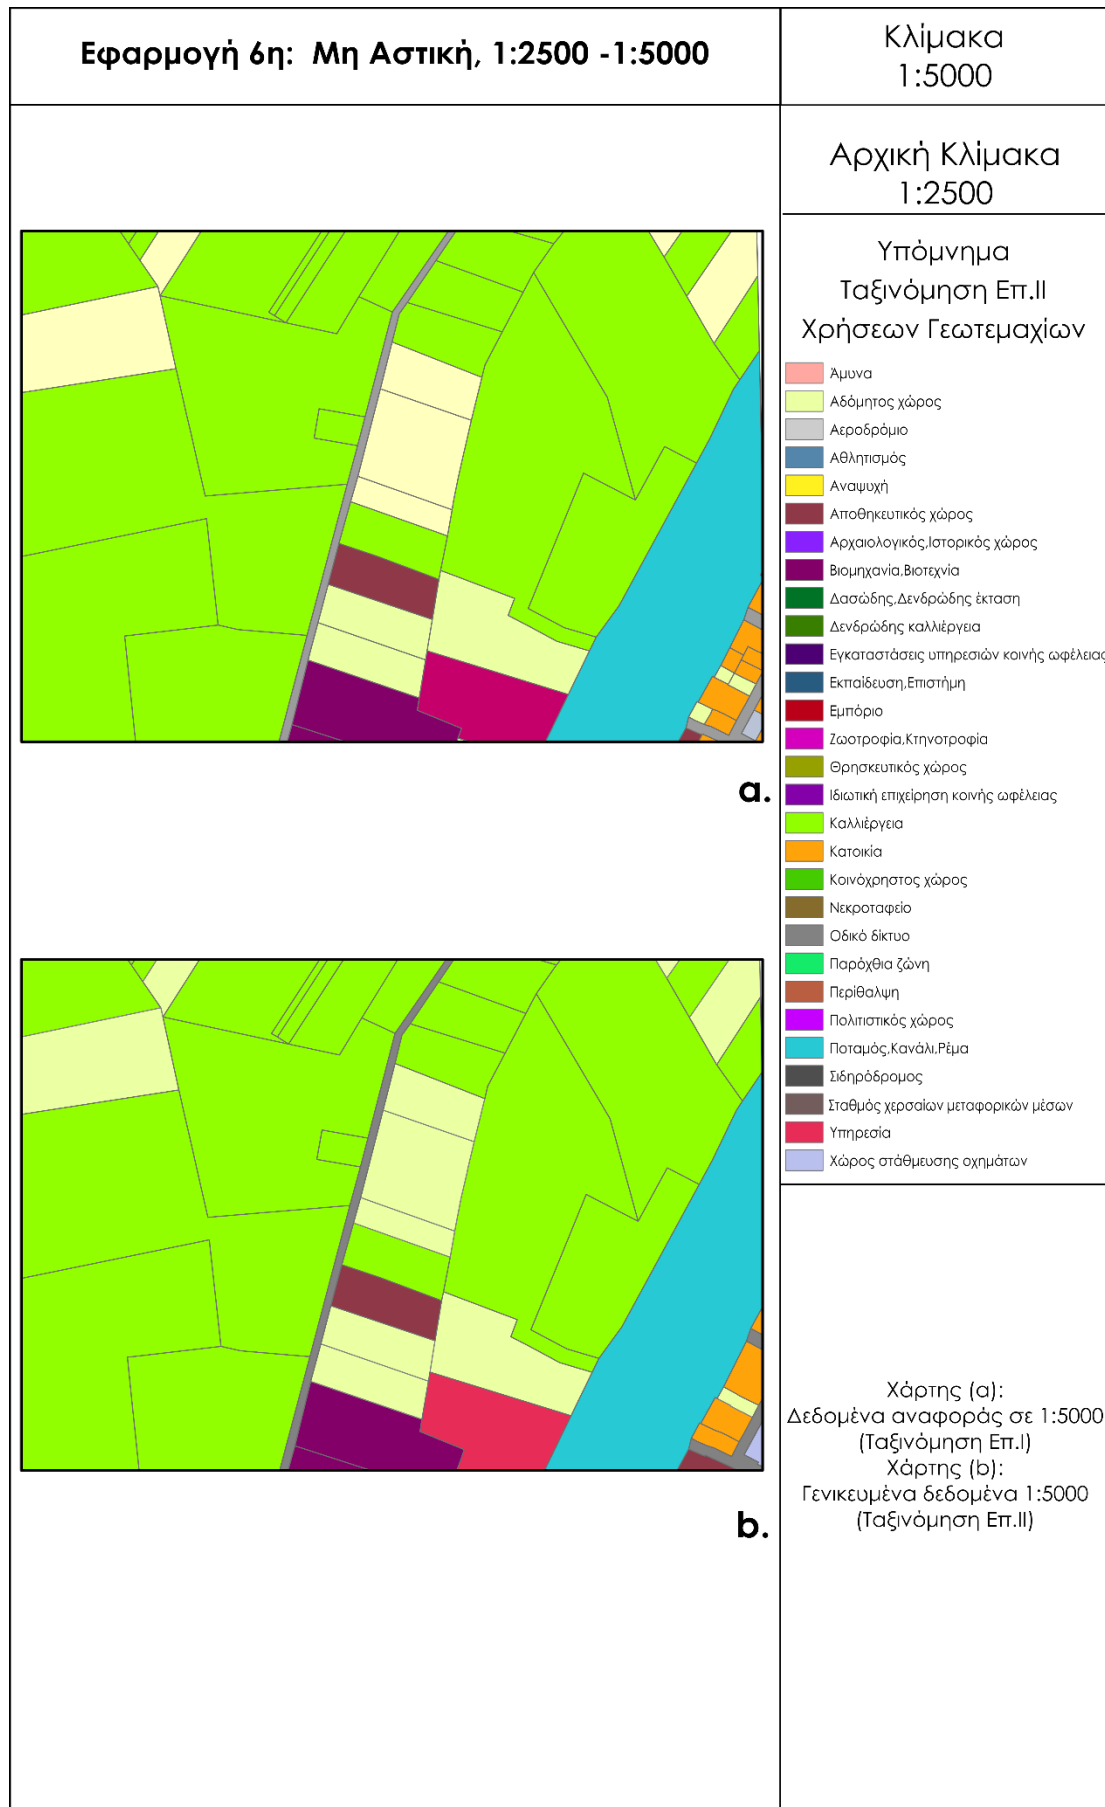 Εφαρμογή 6η: Μη Αστική, 1:2500 -1:5000
Κλίμακα
1:5000
Αρχική Κλίμακα
1:2500
Υπόμνημα
Ταξινόμηση Επ.ΙΙ
Χρήσεων Γεωτεμαχίων
Άμυνα
Αδόμητος χώρος
Αεροδρόμιο
Αθλητισμός
Αναψυχή
Αποθηκευτικός χώρος
Αρχαιολογικός,Ιστορικός χώρος
Βιομηχανία,Βιοτεχνία
Δασώδης,Δενδρώδης έκταση
Δενδρώδης καλλιέργεια
Εγκαταστάσεις υπηρεσιών κοινής ωφέλειας
Εκπαίδευση,Επιστήμη
Εμπόριο
Ζωοτροφία,Κτηνοτροφία
Θρησκευτικός χώρος
Ιδιωτική επιχείρηση κοινής ωφέλειας
Καλλιέργεια
Κατοικία
Κοινόχρηστος χώρος
Νεκροταφείο
Οδικό δίκτυο
Παρόχθια ζώνη
Περίθαλψη
Πολιτιστικός χώρος
Ποταμός,Κανάλι,Ρέμα
Σιδηρόδρομος
Σταθμός χερσαίων μεταφορικών μέσων
Υπηρεσία
Χώρος στάθμευσης οχημάτων
a.
b.
Χάρτης (a):
Δεδομένα αναφοράς σε 1:5000
(Ταξινόμηση Επ.Ι)
Χάρτης (b):
Γενικευμένα δεδομένα 1:5000
(Ταξινόμηση Επ.ΙΙ)